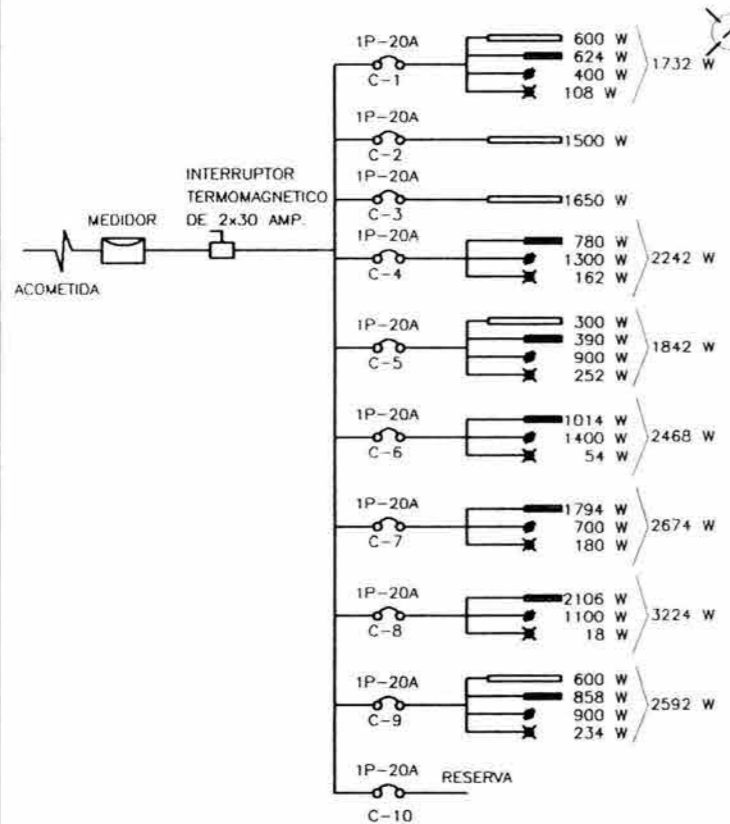 1P-20A
C-1
600 W
624 W
400 W
108 W
1732 W
1P-20A
C-2
1500 W
1P-20A
C-3
1650 W
INTERRUPTOR
TERMOMAGNETICO
DE 2x30 AMP.
MEDIDOR
ACOMETIDA
1P-20A
C-4
780 W
1300 W
162 W
2242 W
1P-20A
C-5
300 W
390 W
900 W
252 W
1842 W
1P-20A
C-6
1014 W
1400 W
54 W
2468 W
1P-20A
C-7
1794 W
700 W
180 W
2674 W
1P-20A
C-8
2106 W
1100 W
18 W
3224 W
1P-20A
C-9
600 W
858 W
900 W
234 W
2592 W
1P-20A
C-10
RESERVA